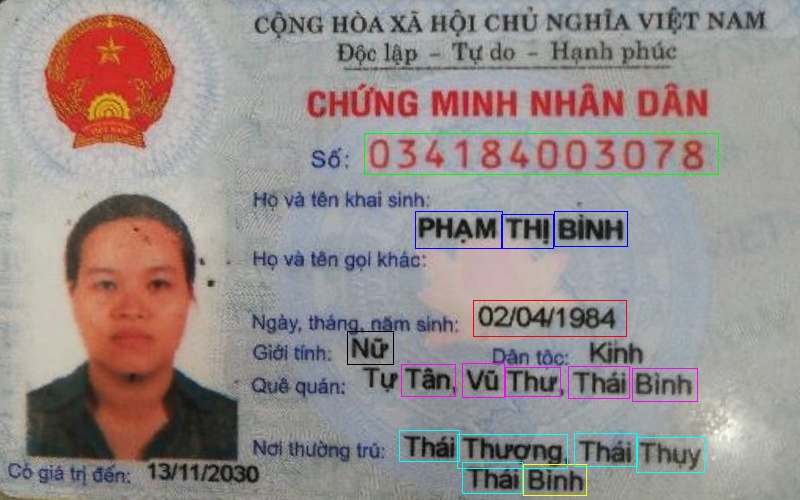 CỘNG HÒA XÃ HỘI CHỦ NGHĨA VIỆT NAM
Độc lập - Tự do - Hạnh phúc
CHỨNG MINH NHÂN DÂN
Số: 0341184003078
Họ và tên khai sinh:
PHẠM THỊ BÌNH
Họ và tên gọi khác:
Ngày, tháng, năm sinh: 02/04/1984
Giới tính: Nữ Dân tộc: Kinh
Quê quán: Tự Tân, Vũ Thư, Thái Bình
Nơi thường trú: Thái Thượng, Thái Thụy
Thái Bình
Có giá trị đến: 13/11/2030